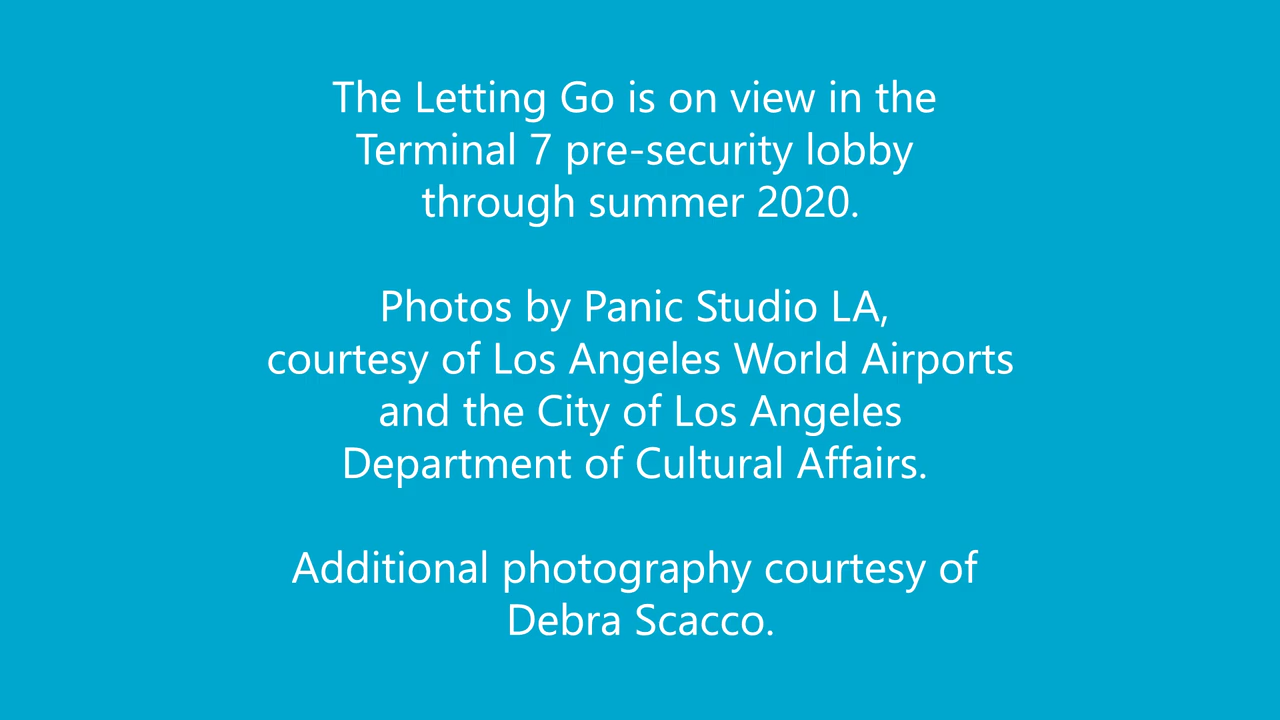 The Letting Go is on view in the
Terminal 7 pre-security lobby
through summer 2020.
Photos by Panic Studio LA,
courtesy of Los Angeles World Airports
and the City of Los Angeles
Department of Cultural Affairs.
Additional photography courtesy of
Debra Scacco.